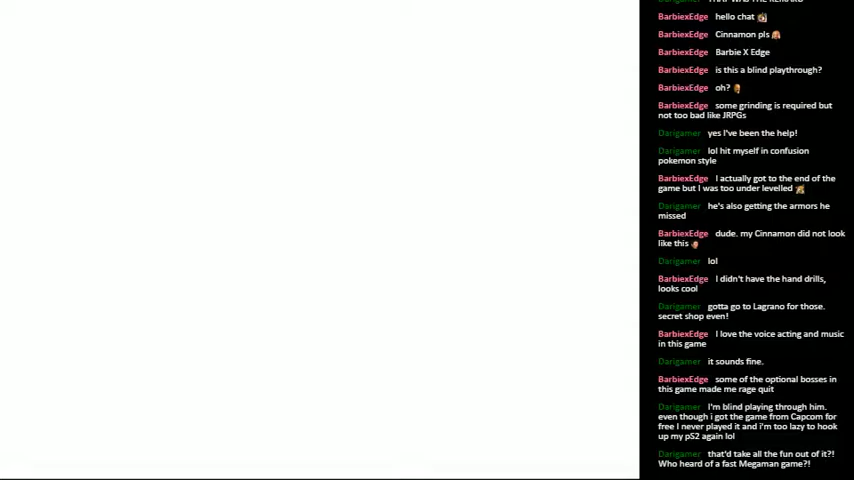 BarbiexEdge hello chat
BarbiexEdge Cinnamon pls
BarbiexEdge Barbie X Edge
BarbiexEdge is this a blind playthrough?
BarbiexEdge oh?
BarbiexEdge some grinding is required but
not too bad like JRPGs
Darigamer yes I've been the help!
Darigamer lol hit myself in confusion
pokemon style
BarbiexEdge I actually got to the end of the
game but I was too under levelled
Darigamer he's also getting the armors he
missed
BarbiexEdge dude. my Cinnamon did not look
like this
Darigamer lol
BarbiexEdge I didn't have the hand drills,
looks cool
Darigamer gotta go to Lagrano for those.
secret shop even!
BarbiexEdge I love the voice acting and music
in this game
Darigamer it sounds fine.
BarbiexEdge some of the optional bosses in
this game made me rage quit
Darigamer I'm blind playing through him.
even though i got the game from Capcom for
free I never played it and i'm too lazy to hook
up my pS2 again lol
Darigamer that'd take all the fun out of it?!
Who heard of a fast Megaman game?!